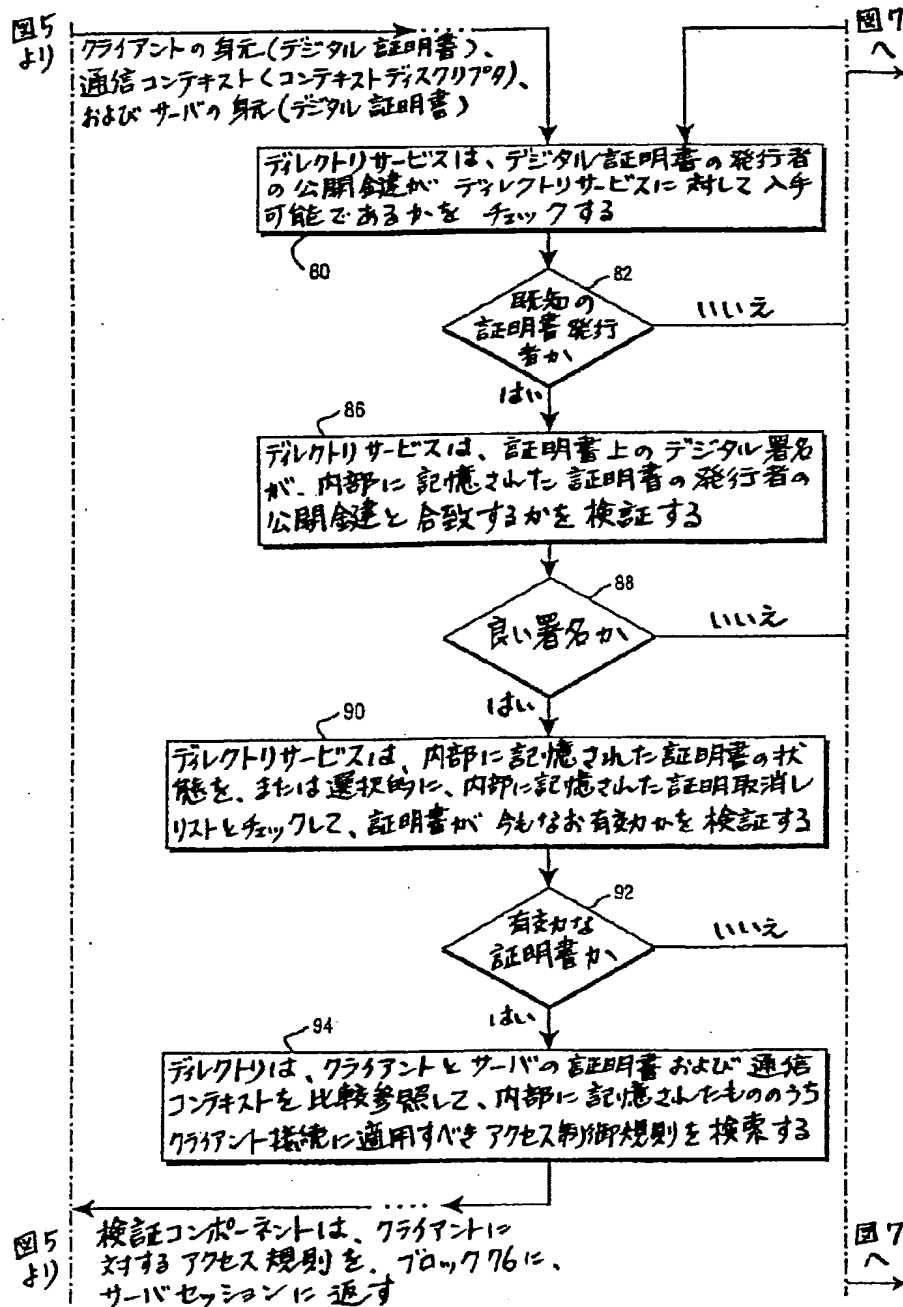 図5
より
クライアントの身元(デジタル証明書)、
通信コンテキスト(コンテキストディスクリプタ)、
およびサーバの身元(デジタル証明書)
図7
へ
ディレクトリサービスは、デジタル証明書の発行者
の公開鍵がディレクトリサービスに対して入手
可能であるかをチェックする
80
82
既知の
証明書発行
者か
いいえ
はい
86
ディレクトリサービスは、証明書上のデジタル署名
が、内部に記憶された証明書の発行者の
公開鍵と合致するかを検証する
88
良い署名か
いいえ
はい
90
ディレクトリサービスは、内部に記憶された証明書の状
態を、または選択的に、内部に記憶された証明取消し
リストとチェックして、証明書が今もなお有効かを検証する
92
有効な
証明書か
いいえ
はい
94
ディレクトリは、クライアントとサーバの証明書および通信
コンテキストを比較参照して、内部に記憶されたもののうち
クライアント接続に適用すべきアクセス制御規則を検索する
図5
より
検証コンポーネントは、クライアントに
対するアクセス規則を、ブロック76に、
サーバセッションに返す
図7
へ